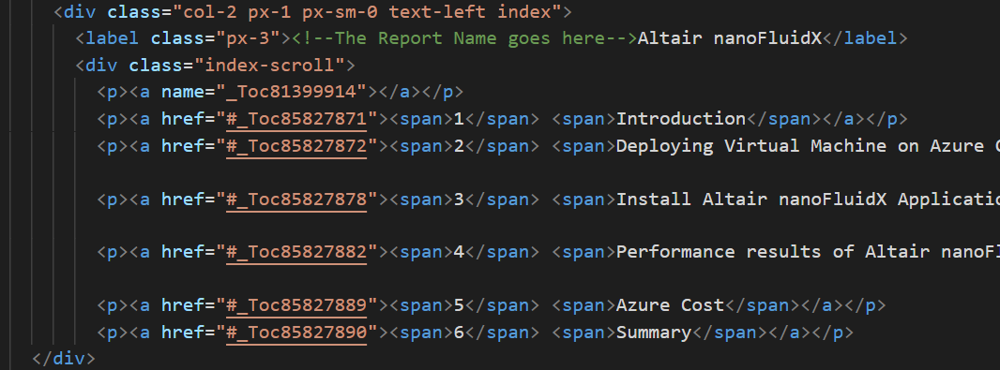 <div class="col-2 px-1 px-sm-0 text-left index">
<label class="px-3"><!--The Report Name goes here-->Altair nanoFluidX</label>
<div class="index-scroll">
<p><a name="_Toc81399914"></a></p>
<p><a href="#_Toc85827871"><span>1</span> <span>Introduction</span></a></p>
<p><a href="#_Toc85827872"><span>2</span> <span>Deploying Virtual Machine on Azure
<p><a href="#_Toc85827878"><span>3</span> <span>Install Altair nanoFluidX
<p><a href="#_Toc85827882"><span>4</span> <span>Performance results of Altair
<p><a href="#_Toc85827889"><span>5</span> <span>Azure Cost</span></a></p>
<p><a href="#_Toc85827890"><span>6</span> <span>Summary</span></a></p>
</div>